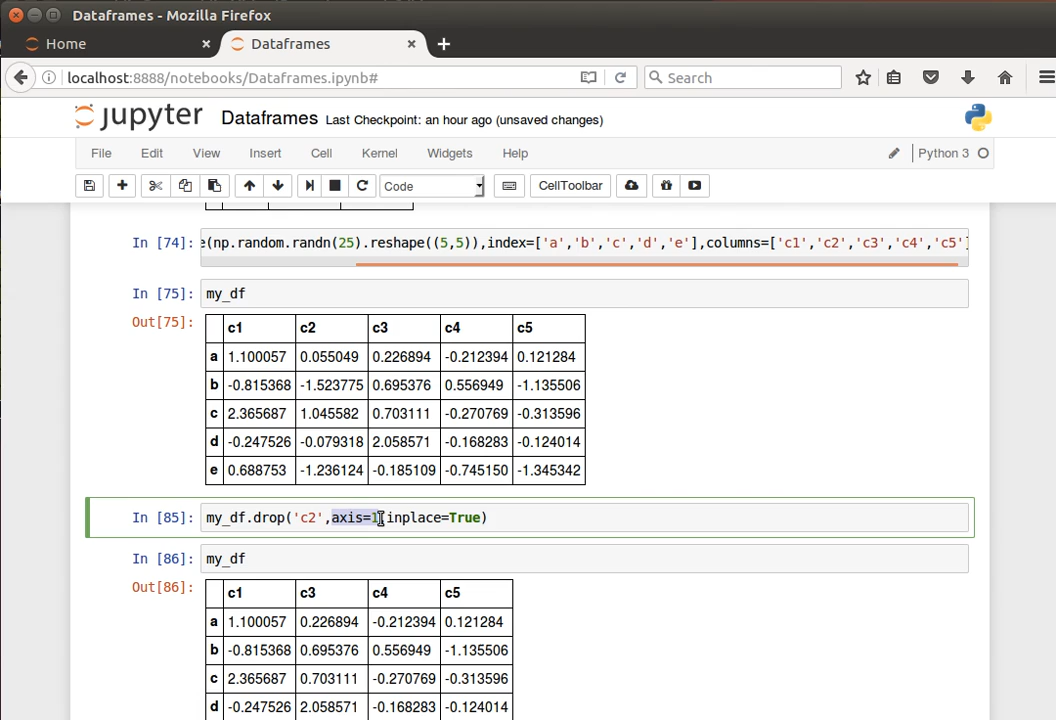 Dataframes - Mozilla Firefox
Home
Dataframes
localhost:8888/notebooks/Dataframes.ipynb#
Search
jupyter Dataframes Last Checkpoint: an hour ago (unsaved changes)
File Edit View Insert Cell Kernel Widgets Help Python 3
Code CellToolbar
In [74]: e(np.random.randn(25).reshape((5,5)),index=['a','b','c','d','e'],columns=['c1','c2','c3','c4','c5']
In [75]: my_df
Out[75]:
c1 c2 c3 c4 c5
a 1.100057 0.055049 0.226894 -0.212394 0.121284
b -0.815368 -1.523775 0.695376 0.556949 -1.135506
c 2.365687 1.045582 0.703111 -0.270769 -0.313596
d -0.247526 -0.079318 2.058571 -0.168283 -0.124014
e 0.688753 -1.236124 -0.185109 -0.745150 -1.345342
In [85]: my_df.drop('c2',axis=1,inplace=True)
In [86]: my_df
Out[86]:
c1 c3 c4 c5
a 1.100057 0.226894 -0.212394 0.121284
b -0.815368 0.695376 0.556949 -1.135506
c 2.365687 0.703111 -0.270769 -0.313596
d -0.247526 2.058571 -0.168283 -0.124014